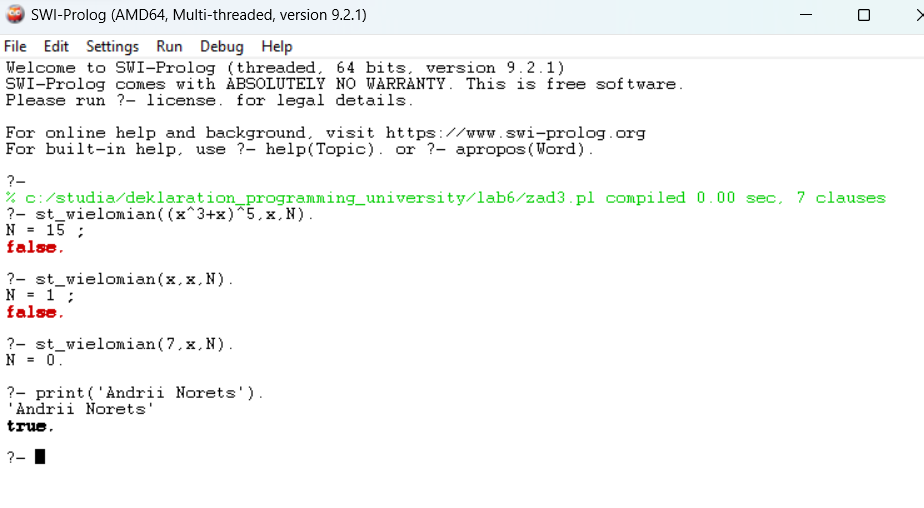 SWI-Prolog (AMD64, Multi-threaded, version 9.2.1)
File Edit Settings Run Debug Help
Welcome to SWI-Prolog (threaded, 64 bits, version 9.2.1)
SWI-Prolog comes with ABSOLUTELY NO WARRANTY. This is free software.
Please run ?- license. for legal details.
For online help and background, visit https://www.swi-prolog.org
For built-in help, use ?- help(Topic). or ?- apropos(Word).
?-
% c:/studia/deklaration_programming_university/lab6/zad3.pl compiled 0.00 sec, 7 clauses
?- st_wielomian((x^3+x)^5,x,N).
N = 15 ;
false.
?- st_wielomian(x,x,N).
N = 1 ;
false.
?- st_wielomian(7,x,N).
N = 0.
?- print('Andrii Norets').
'Andrii Norets'
true.
?-